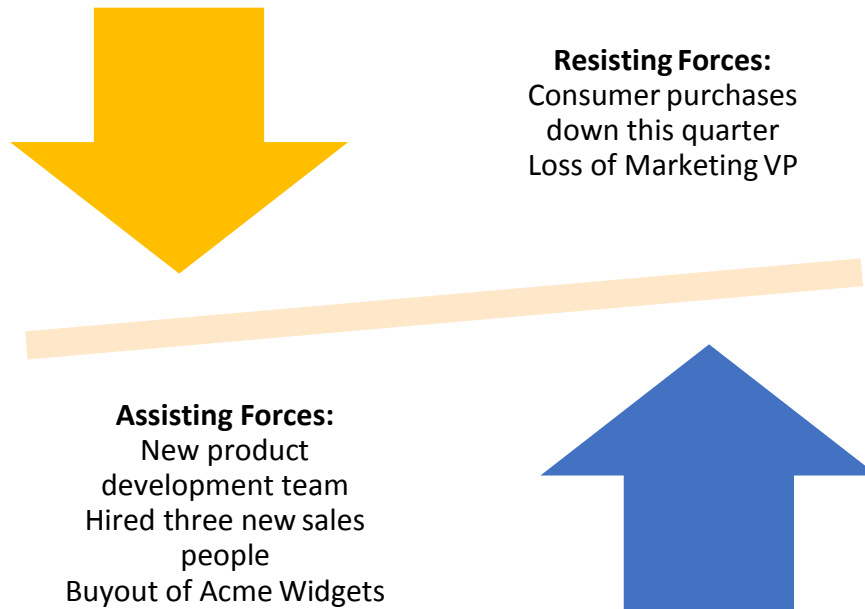 Resisting Forces:
Consumer purchases
down this quarter
Loss of Marketing VP
Assisting Forces:
New product
development team
Hired three new sales
people
Buyout of Acme Widgets